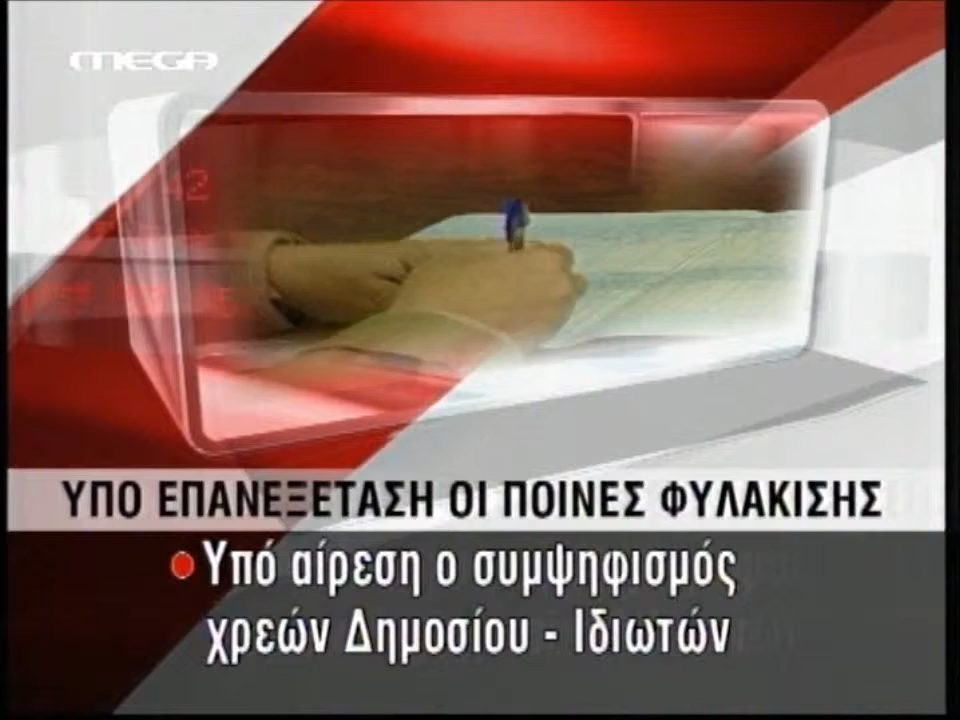 MEGA
ΥΠΟ ΕΠΑΝΕΞΕΤΑΣΗ ΟΙ ΠΟΙΝΕΣ ΦΥΛΑΚΙΣΗΣ
Υπό αίρεση ο συμψηφισμός
χρεών Δημοσίου - Ιδιωτών